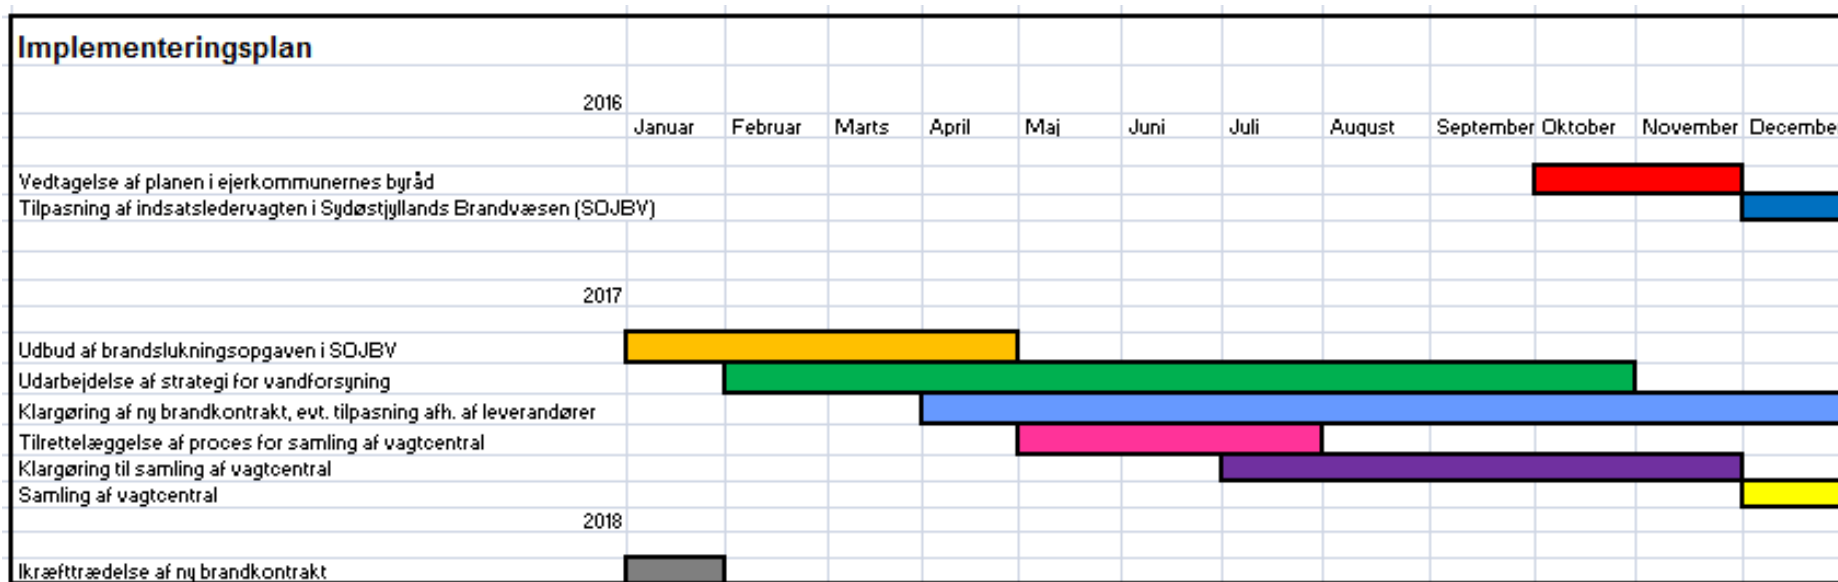 Implementeringsplan
2016
Januar Februar Marts April Maj Juni Juli August September Oktober November Decembe
Vedtagelse af planen i ejerkommunernes byråd
Tilpasning af indsatsledervagten i Sydøstjyllands Brandvæsen (SOJBV)
2017
Udbud af brandslukningsopgaven i SOJBV
Udarbejdelse af strategi for vandforsyning
Klargøring af ny brandkontrakt, evt. tilpasning afh. af leverandører
Tilrettelæggelse af proces for samling af vagtcentral
Klargøring til samling af vagtcentral
Samling af vagtcentral
2018
Ikræfttrædelse af ny brandkontrakt